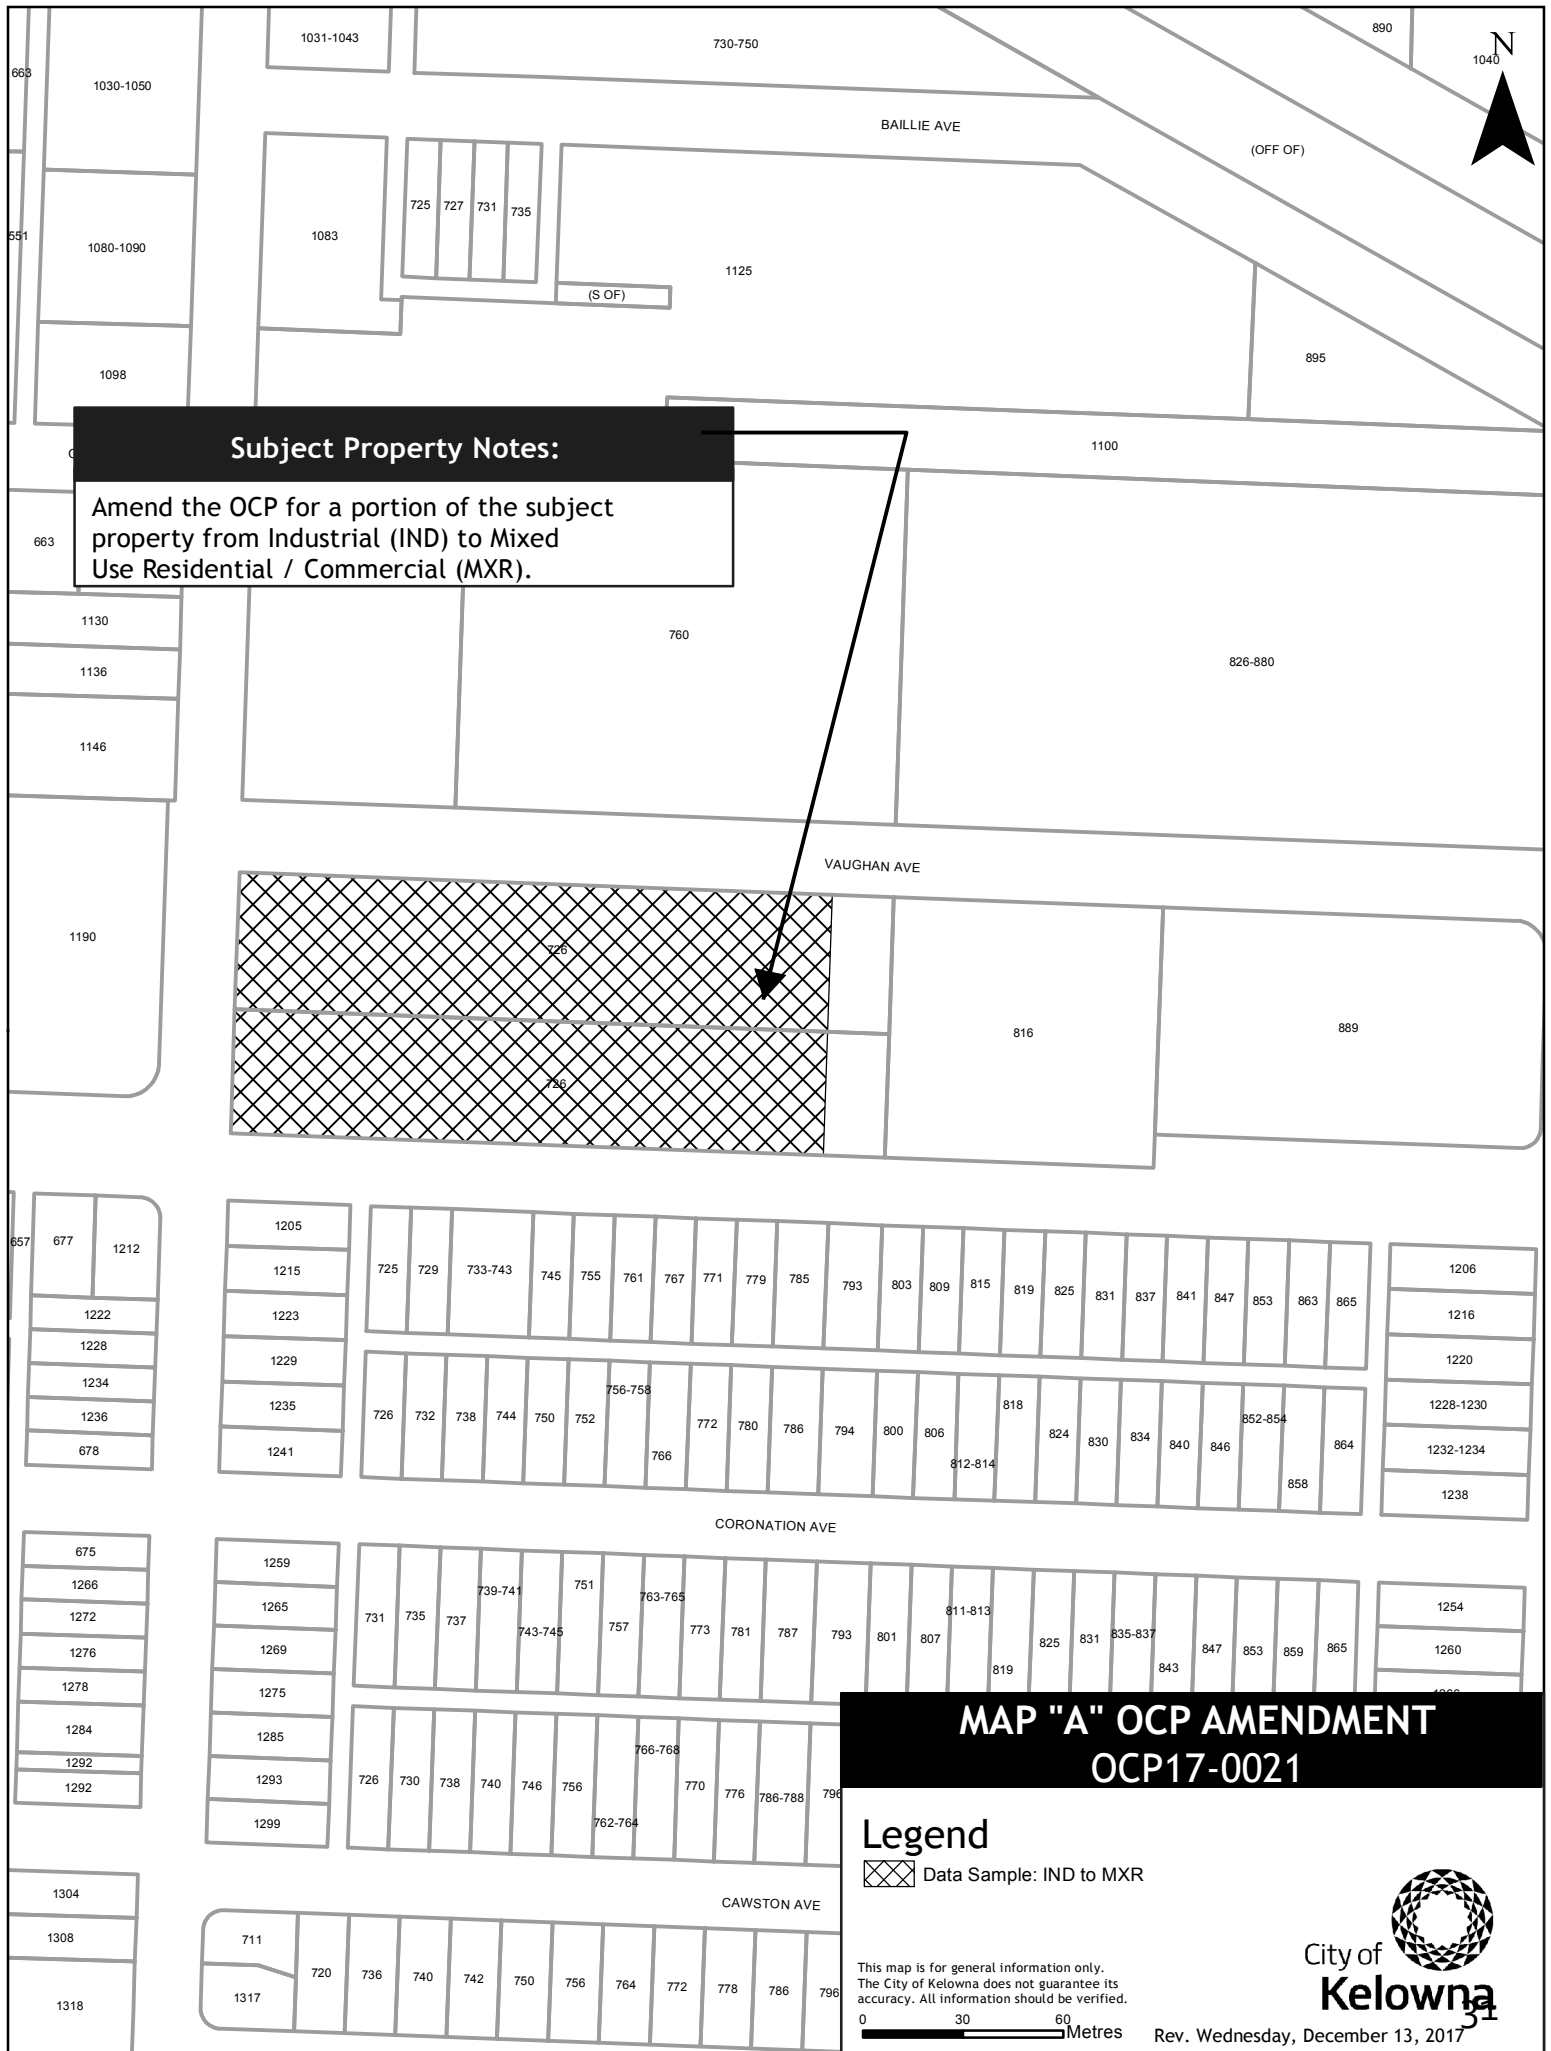 1031-1043
730-750
890
N
1040
663
1030-1050
BAILLIE AVE
(OFF OF)
725 727 731 735
551
1080-1090
1083
1125
(S OF)
895
1098
1100
Subject Property Notes:
Amend the OCP for a portion of the subject
property from Industrial (IND) to Mixed
Use Residential / Commercial (MXR).
663
1130
760
1136
826-880
1146
VAUGHAN AVE
1190
726
816
889
726
657 677 1212
1222
1228
1234
1236
678
1205
1215
1223
1229
1235
1241
725 729 733-743 745 755 761 767 771 779 785 793 803 809 815 819 825 831 837 841 847 853 863 865
1206
1216
1220
1228-1230
1232-1234
1238
726 732 738 744 750 752 756-758 766 772 780 786 794 800 806 812-814 818 824 830 834 840 846 852-854 858 864
CORONATION AVE
675
1266
1272
1276
1278
1284
1292
1292
1259
1265
1269
1275
1285
1293
1299
731 735 737 739-741 743-745 751 757 763-765 773 781 787 793 801 807 811-813 819 825 831 835-837 843 847 853 859 865
1254
1260
726 730 738 740 746 756 762-764 766-768 770 776 786-788 796
CAWSTON AVE
1304
1308
1318
711
1317
720 736 740 742 750 756 764 772 778 786 796
MAP "A" OCP AMENDMENT
OCP17-0021
Legend
Data Sample: IND to MXR
City of
Kelowna
This map is for general information only.
The City of Kelowna does not guarantee its
accuracy. All information should be verified.
0 30 60 Metres
Rev. Wednesday, December 13, 2017
31